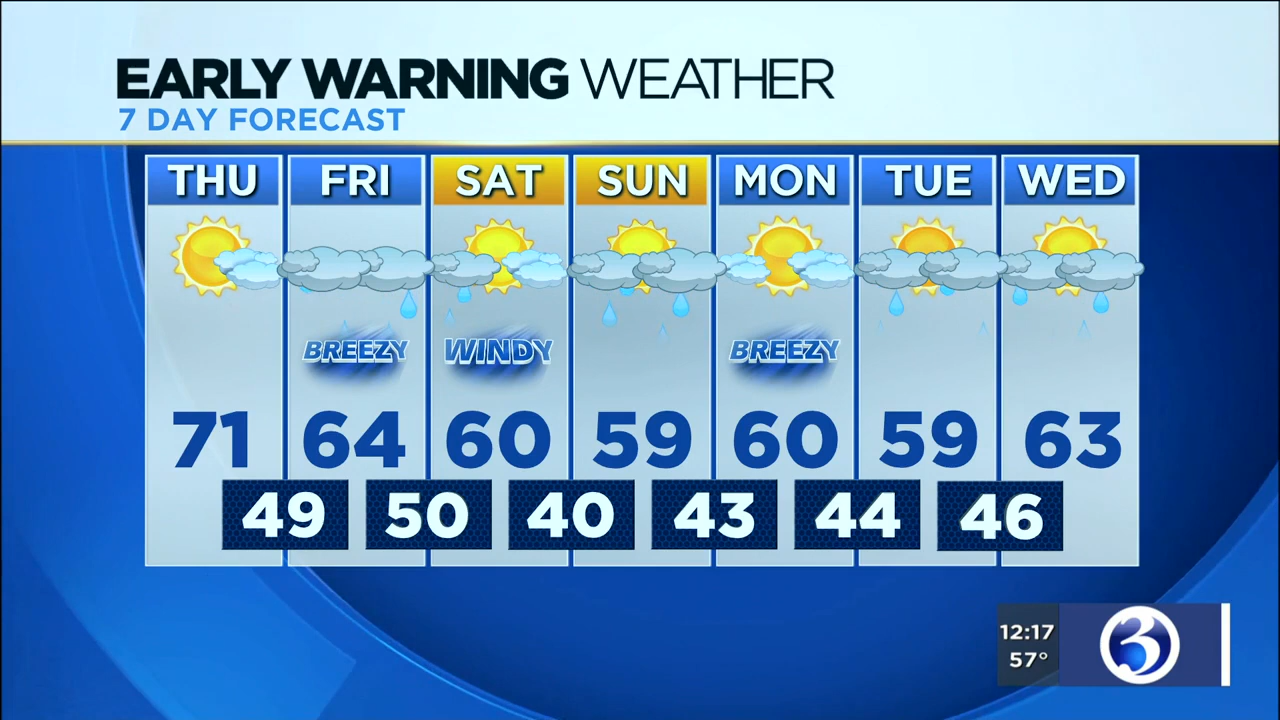 EARLY WARNING WEATHER
7 DAY FORECAST
THU FRI SAT SUN MON TUE WED
BREEZY WINDY BREEZY
71 64 60 59 60 59 63
49 50 40 43 44 46
12:17
57°
3